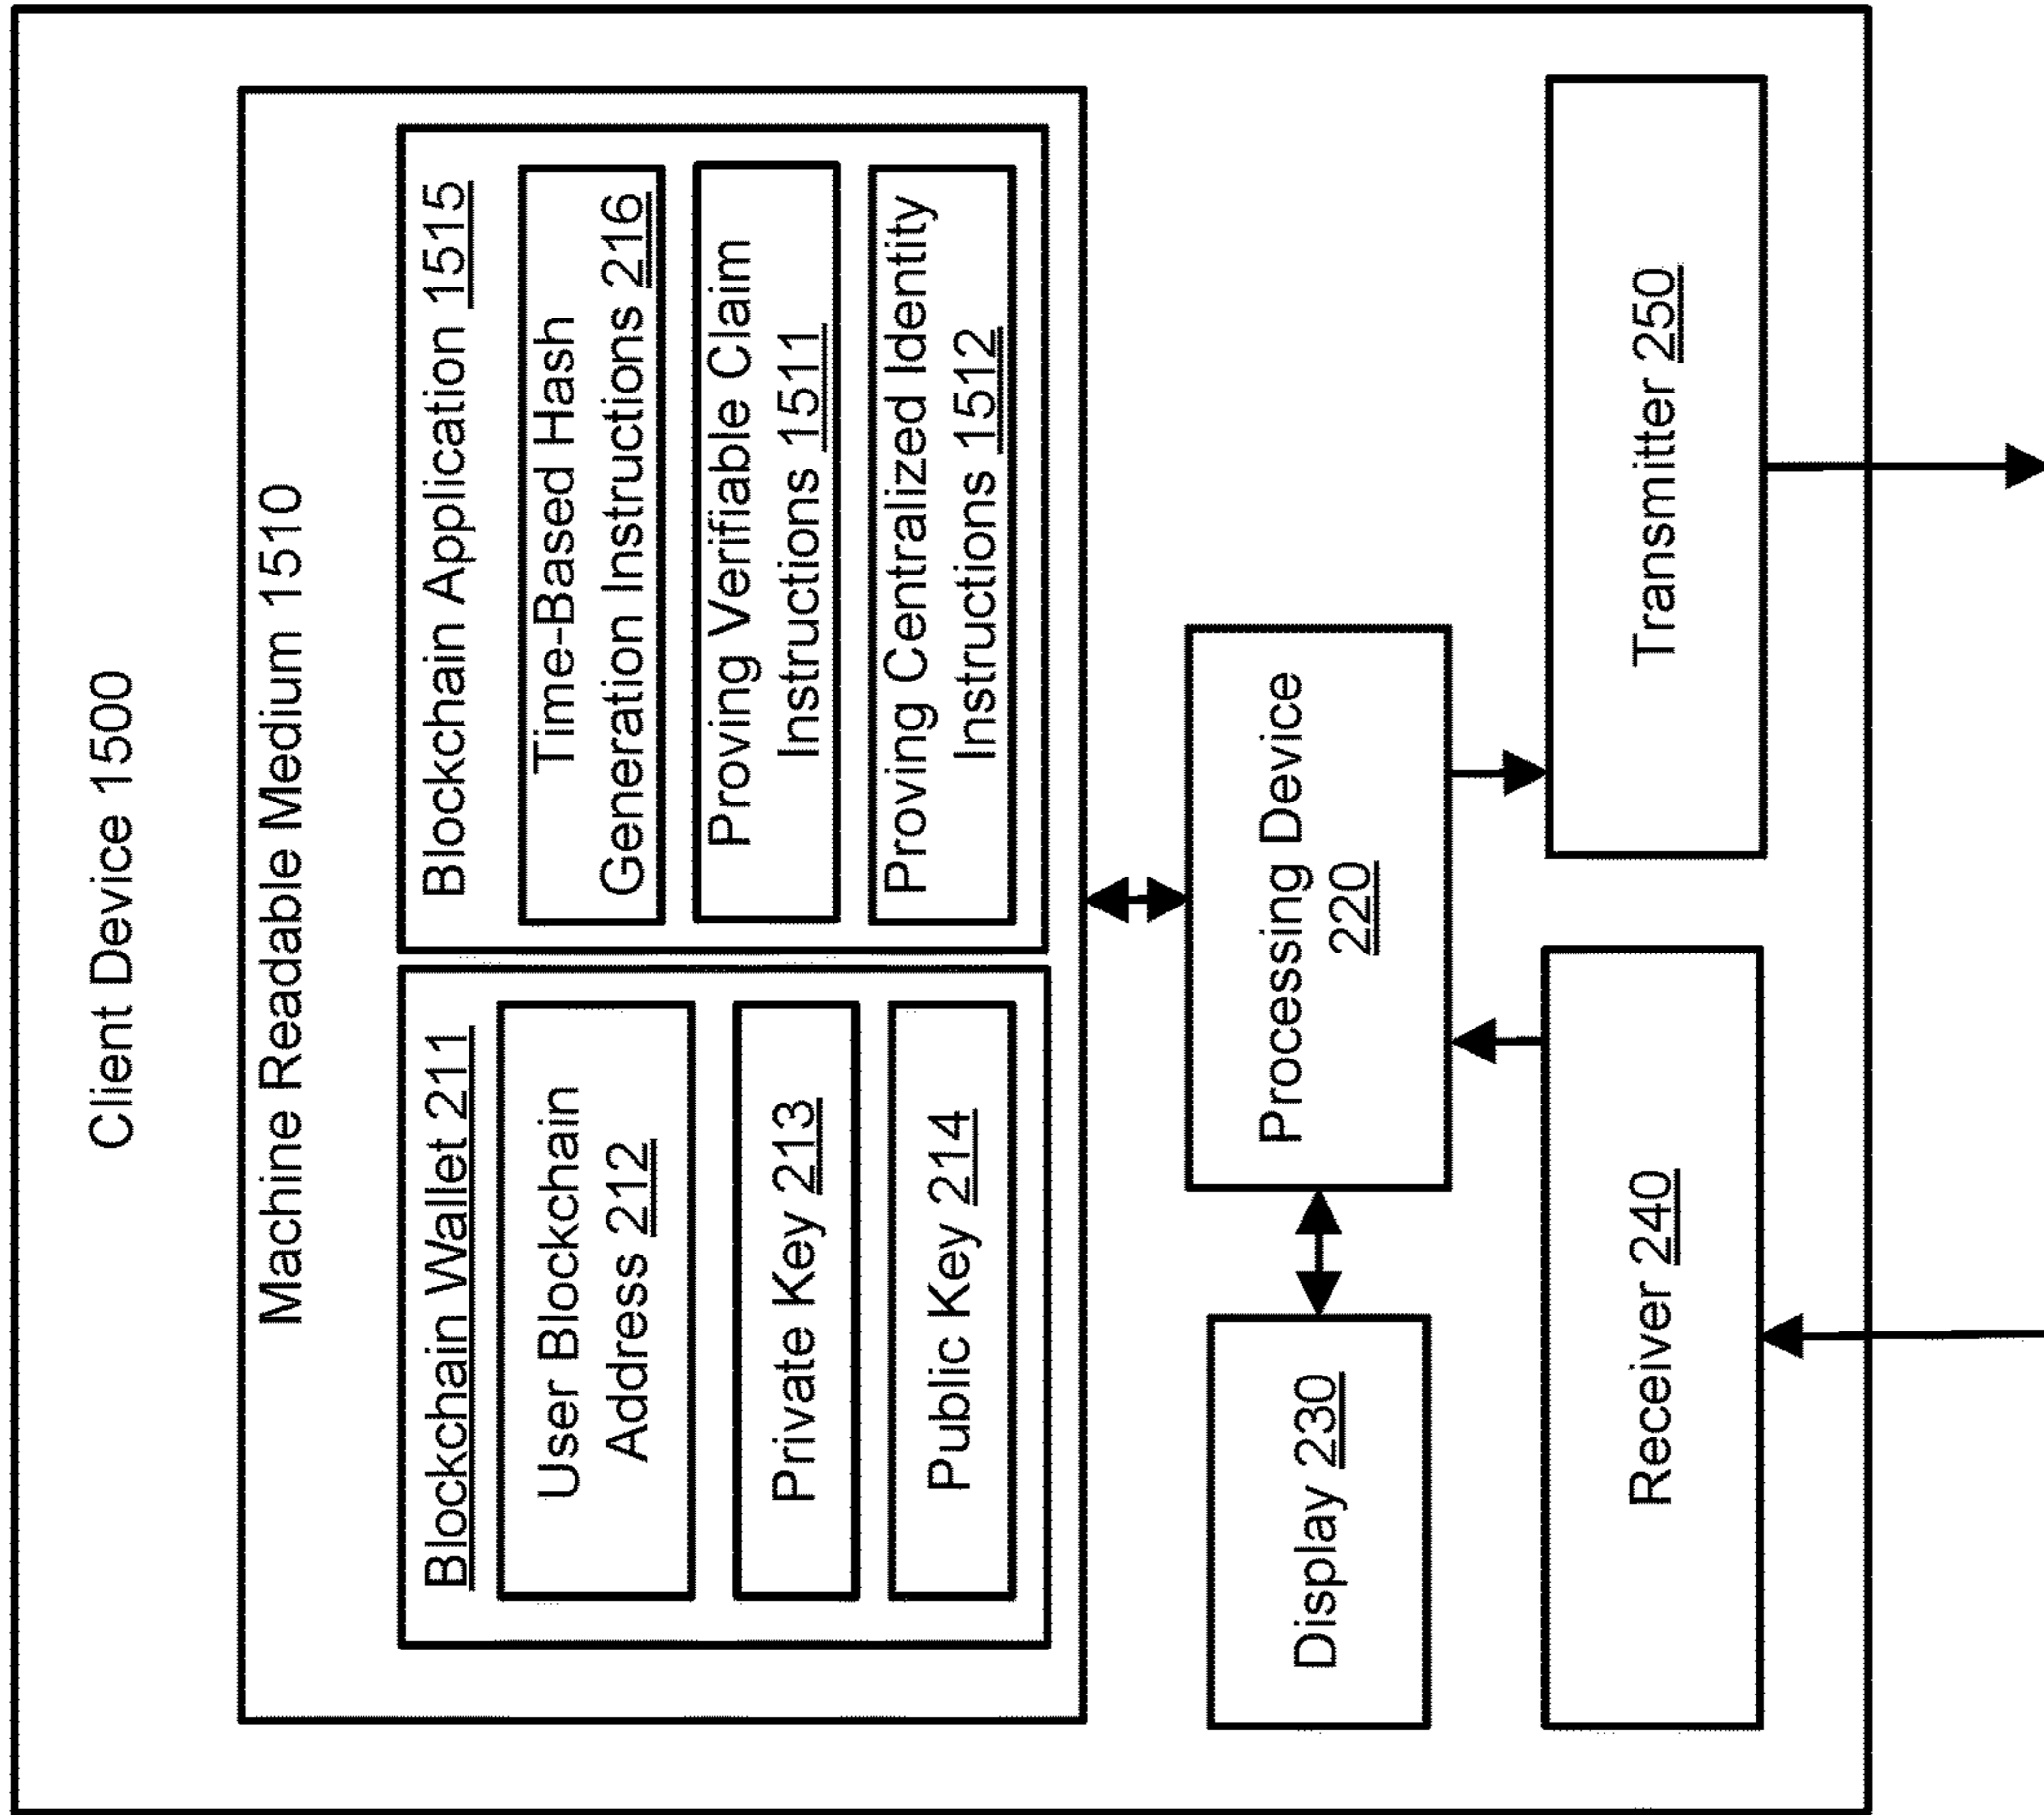 Client Device 1500
Machine Readable Medium 1510
Blockchain Wallet 211
User Blockchain
Address 212
Private Key 213
Public Key 214
Blockchain Application 1515
Time-Based Hash
Generation Instructions 216
Proving Verifiable Claim
Instructions 1511
Proving Centralized Identity
Instructions 1512
Display 230
Processing Device
220
Receiver 240
Transmitter 250